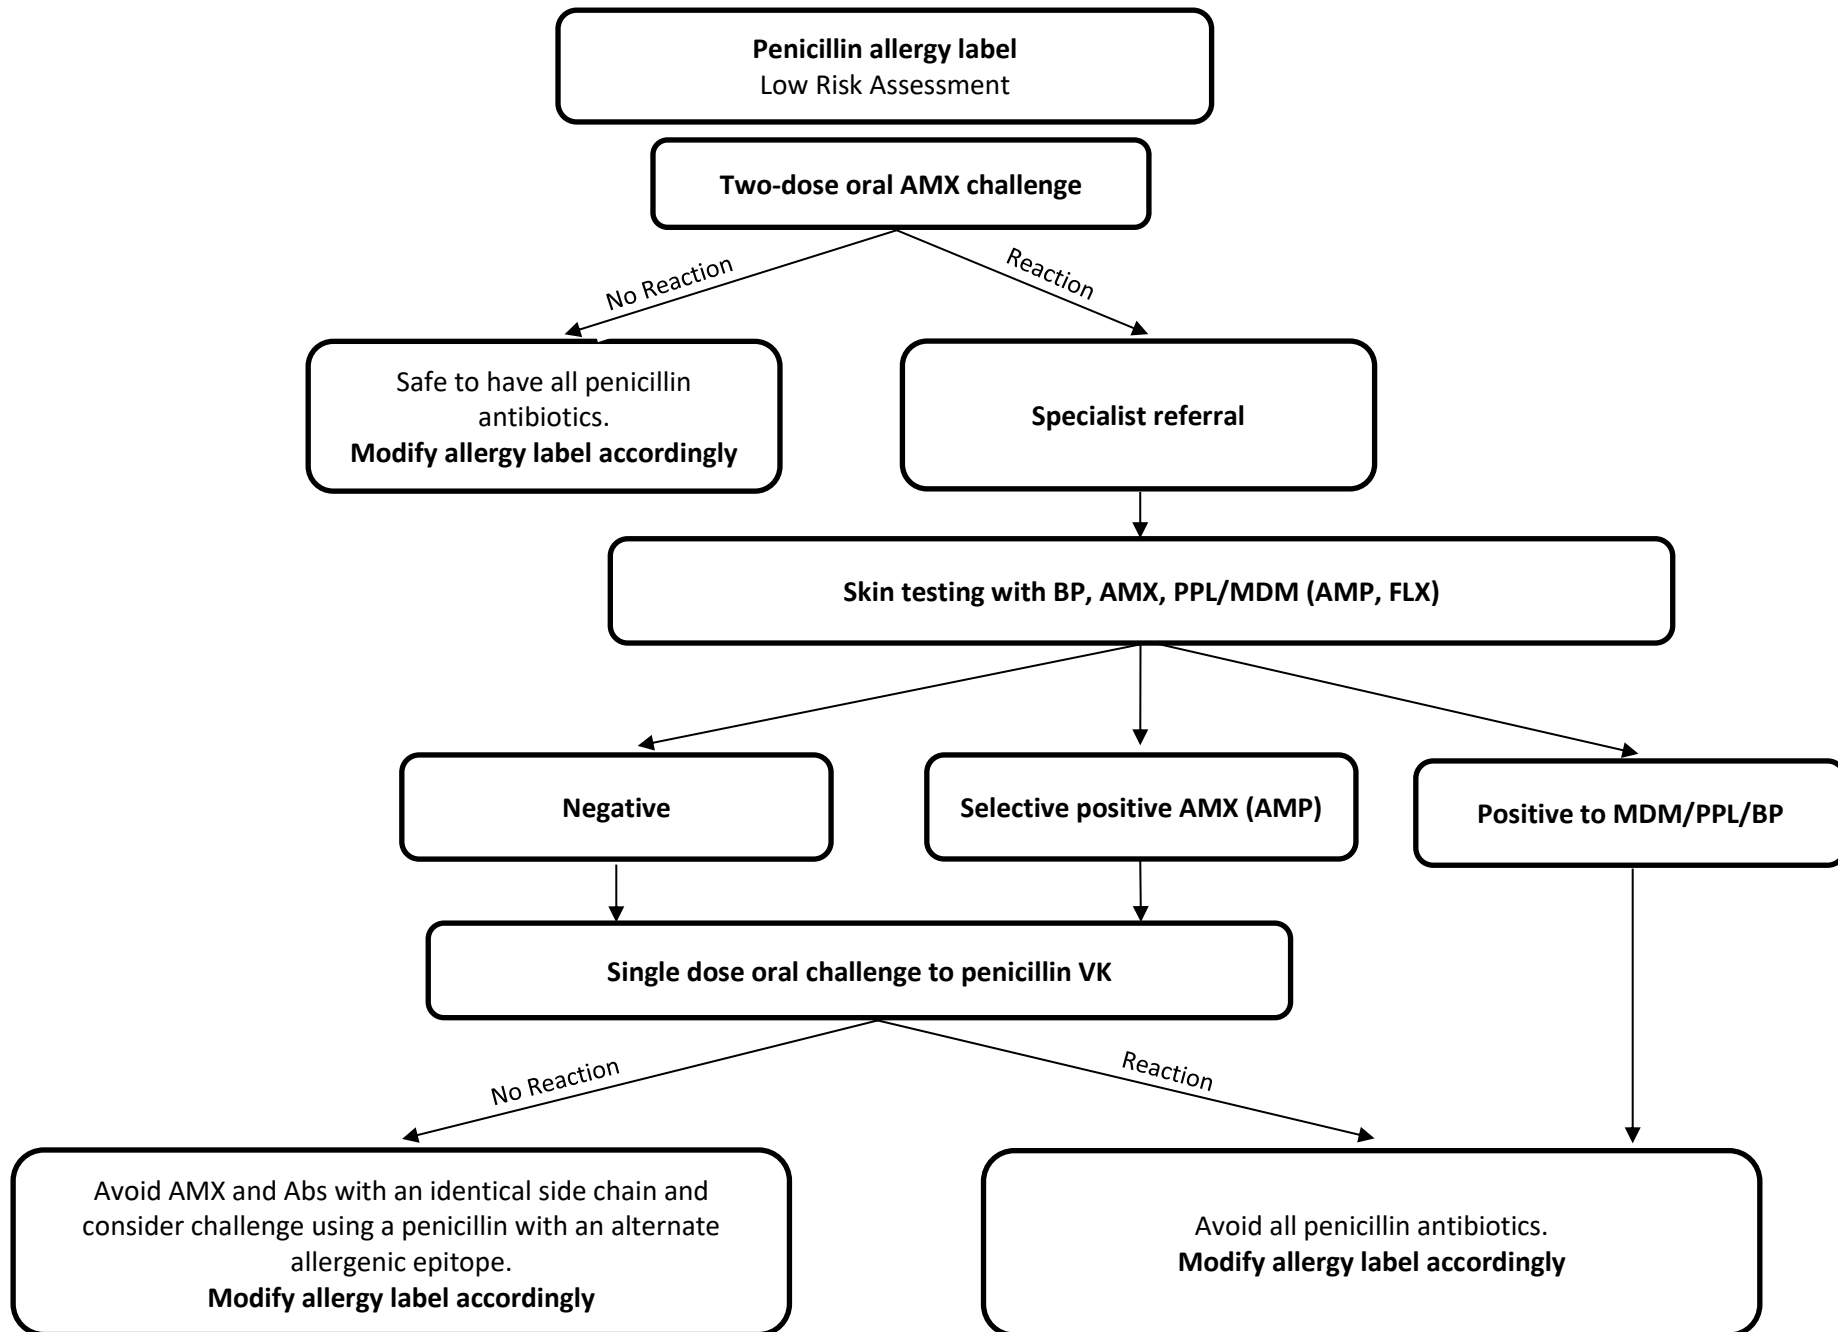 Penicillin allergy label
Low Risk Assessment
Two-dose oral AMX challenge
No Reaction
Reaction
Safe to have all penicillin
antibiotics.
Modify allergy label accordingly
Specialist referral
Skin testing with BP, AMX, PPL/MDM (AMP, FLX)
Negative
Selective positive AMX (AMP)
Positive to MDM/PPL/BP
Single dose oral challenge to penicillin VK
No Reaction
Reaction
Avoid AMX and Abs with an identical side chain and
consider challenge using a penicillin with an alternate
allergenic epitope.
Modify allergy label accordingly
Avoid all penicillin antibiotics.
Modify allergy label accordingly